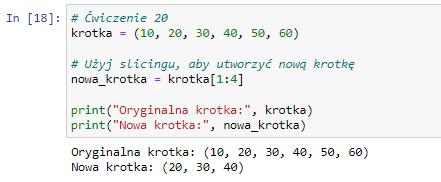 In [18]: # Ćwiczenie 20
krotka = (10, 20, 30, 40, 50, 60)
# Użyj slicingu, aby utworzyć nową krotkę
nowa_krotka = krotka[1:4]
print("Oryginalna krotka:", krotka)
print("Nowa krotka:", nowa_krotka)
Oryginalna krotka: (10, 20, 30, 40, 50, 60)
Nowa krotka: (20, 30, 40)